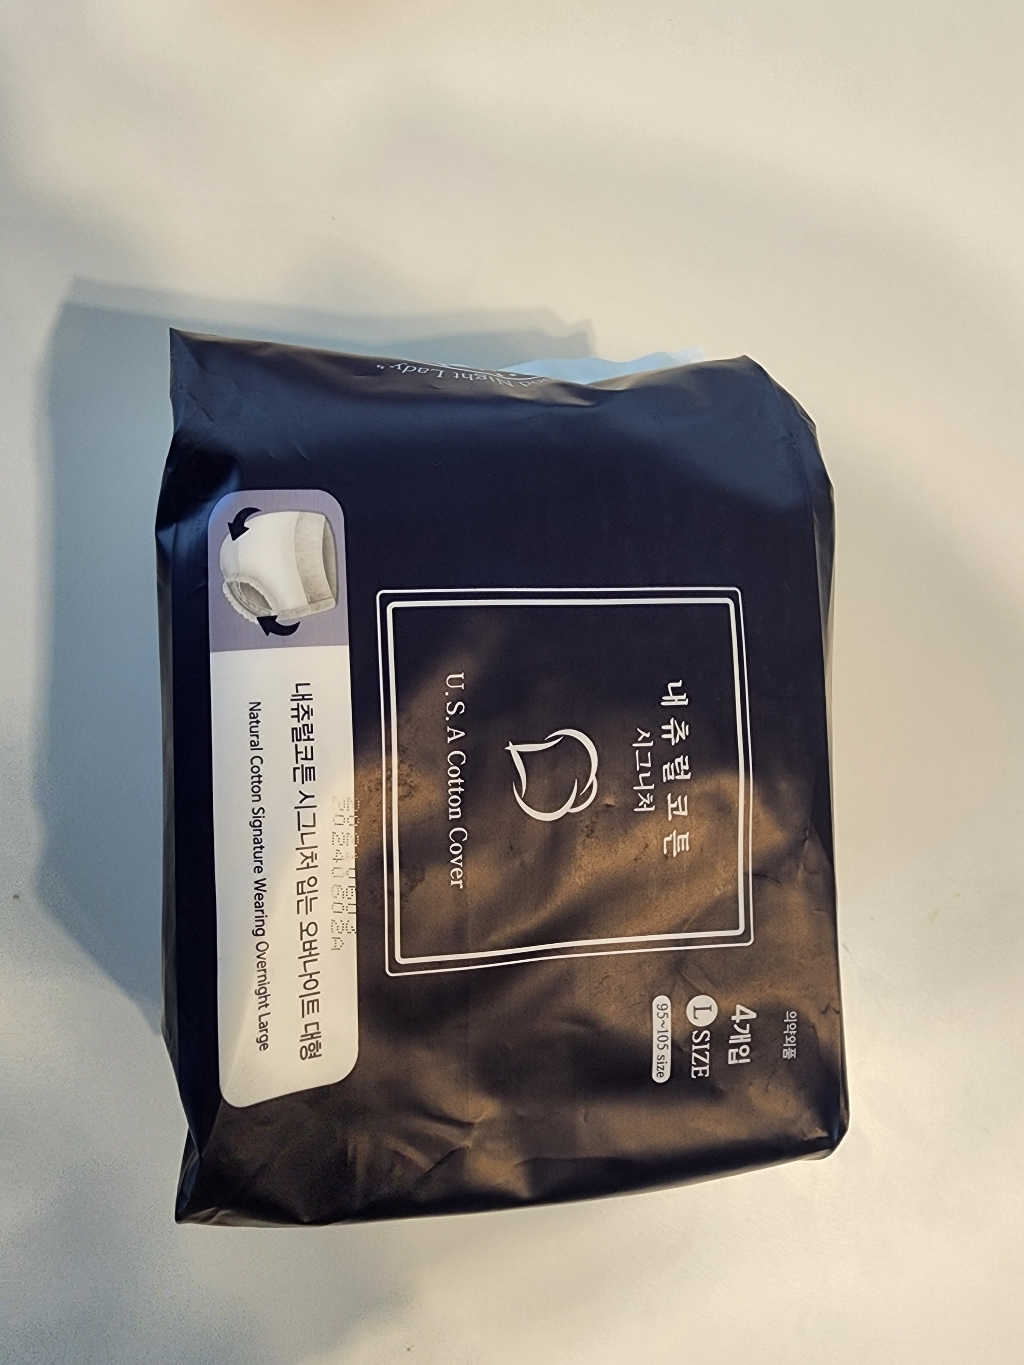 의약외품
4개입
L SIZE
95~105 size
내츄럴코튼
시그니처
U.S.A Cotton Cover
내츄럴코튼 시그니처 입는 오버나이트 대형
Natural Cotton Signature Wearing Overnight Large
Night Lady"